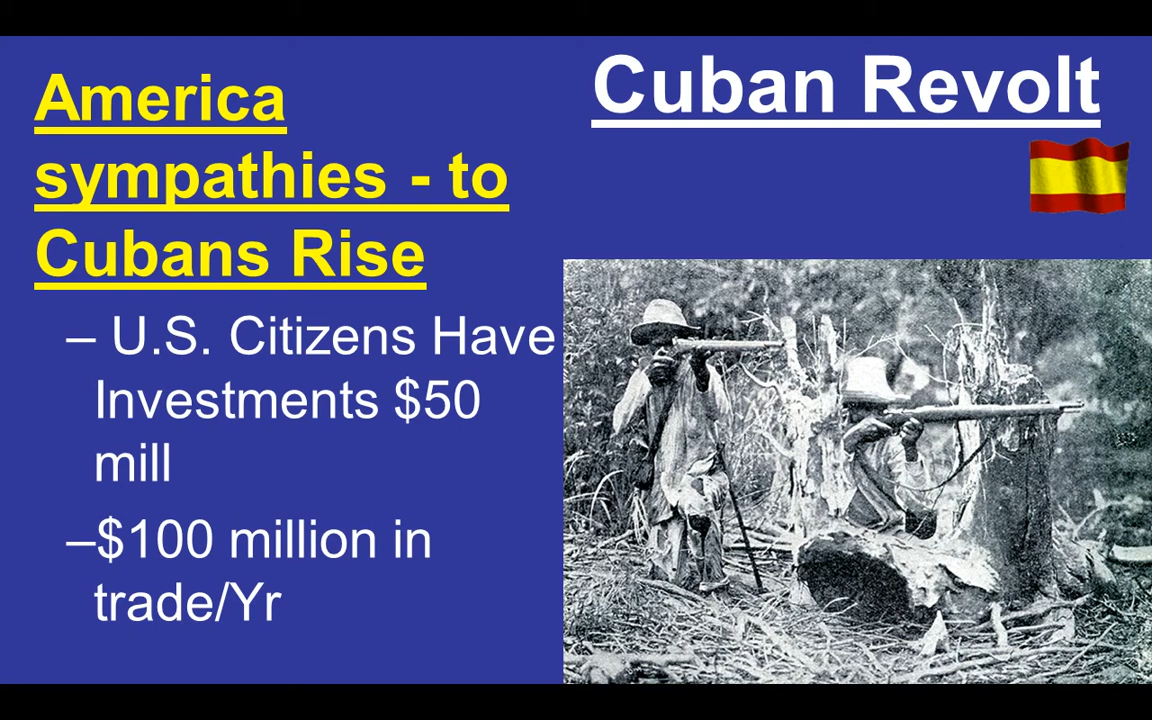 America
sympathies - to
Cubans Rise
– U.S. Citizens Have
Investments $50
mill
–$100 million in
trade/Yr
Cuban Revolt